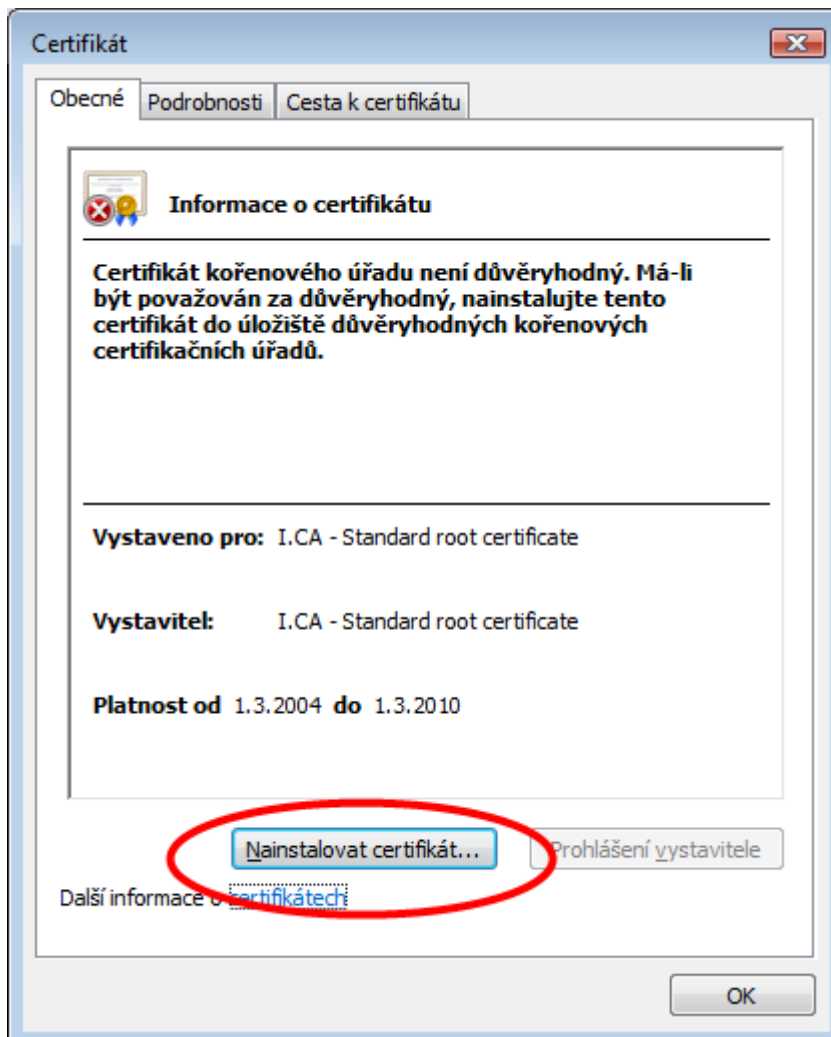 Certifikát
Obecné Podrobnosti Cesta k certifikátu
Informace o certifikátu
Certifikát kořenového úřadu není důvěryhodný. Má-li
být považován za důvěryhodný, nainstalujte tento
certifikát do úložiště důvěryhodných kořenových
certifikačních úřadů.
Vystaveno pro: I.CA - Standard root certificate
Vystavitel: I.CA - Standard root certificate
Platnost od 1.3.2004 do 1.3.2010
Nainstalovat certifikát... Prohlášení vystavitele
Další informace o certifikátech
OK